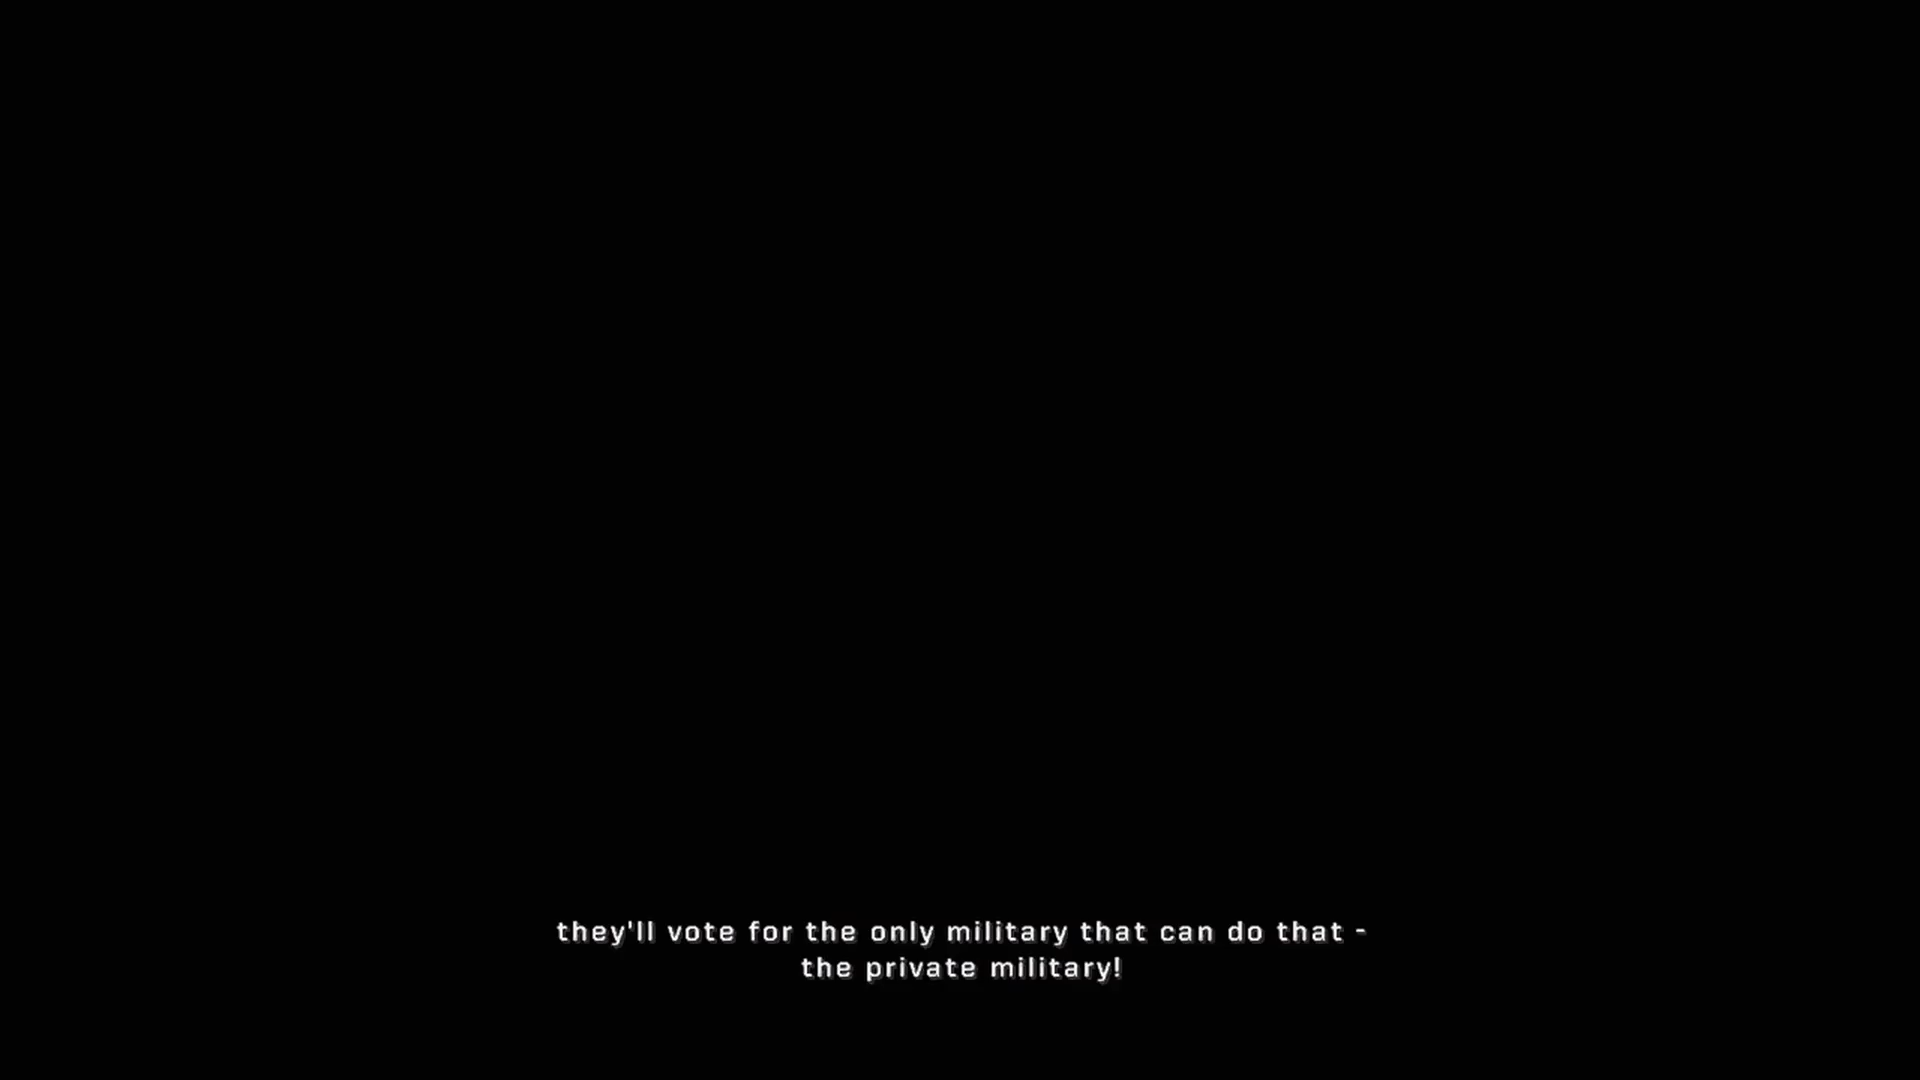 they'll vote for the only military that can do that -
the private military!